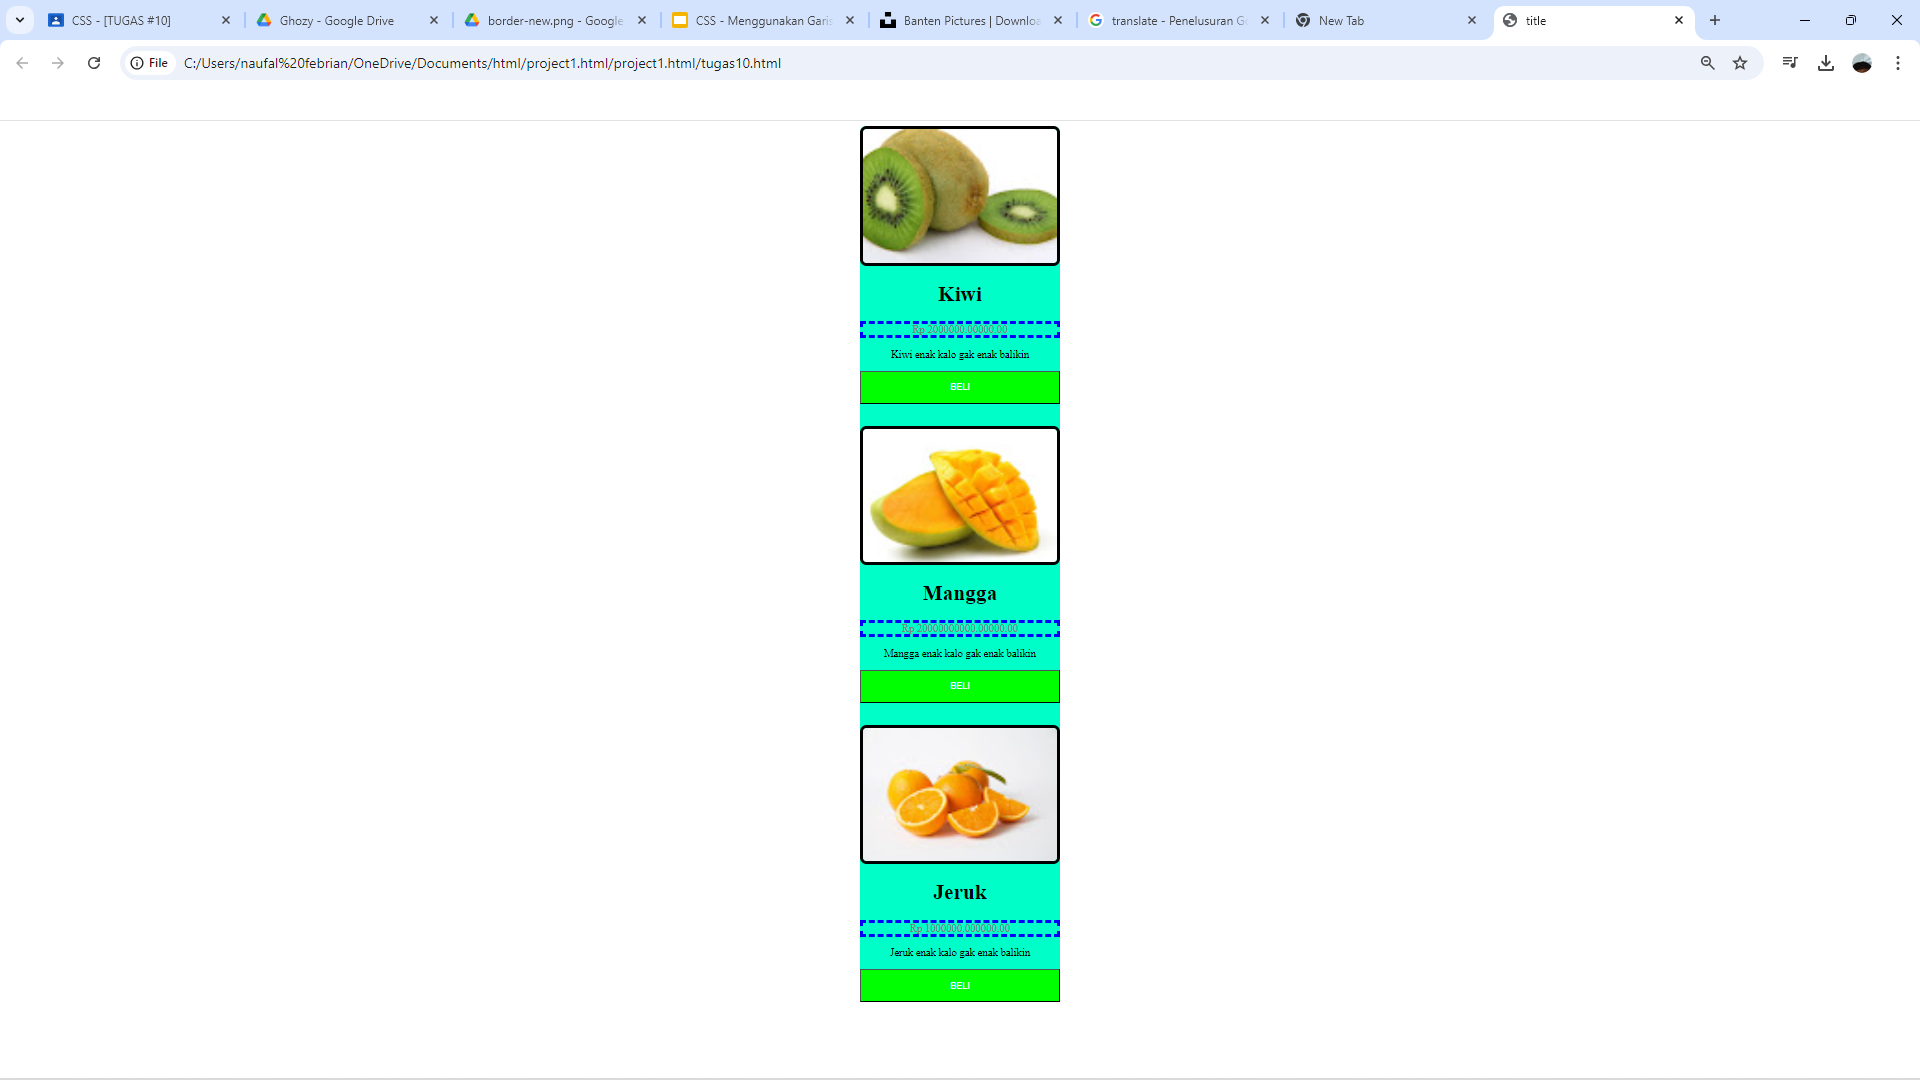 CSS - [TUGAS #10]
Ghozy - Google Drive
border-new.png - Google
CSS - Menggunakan Garis
Banten Pictures | Downloa
translate - Penelusuran Go
New Tab
title
File
C:/Users/naufal%20febrian/OneDrive/Documents/html/project1.html/project1.html/tugas10.html
Kiwi
Rp 2000000.00000.00
Kiwi enak kalo gak enak balikin
BELI
Mangga
Rp 20000000000.00000.00
Mangga enak kalo gak enak balikin
BELI
Jeruk
Rp 1000000.000000.00
Jeruk enak kalo gak enak balikin
BELI